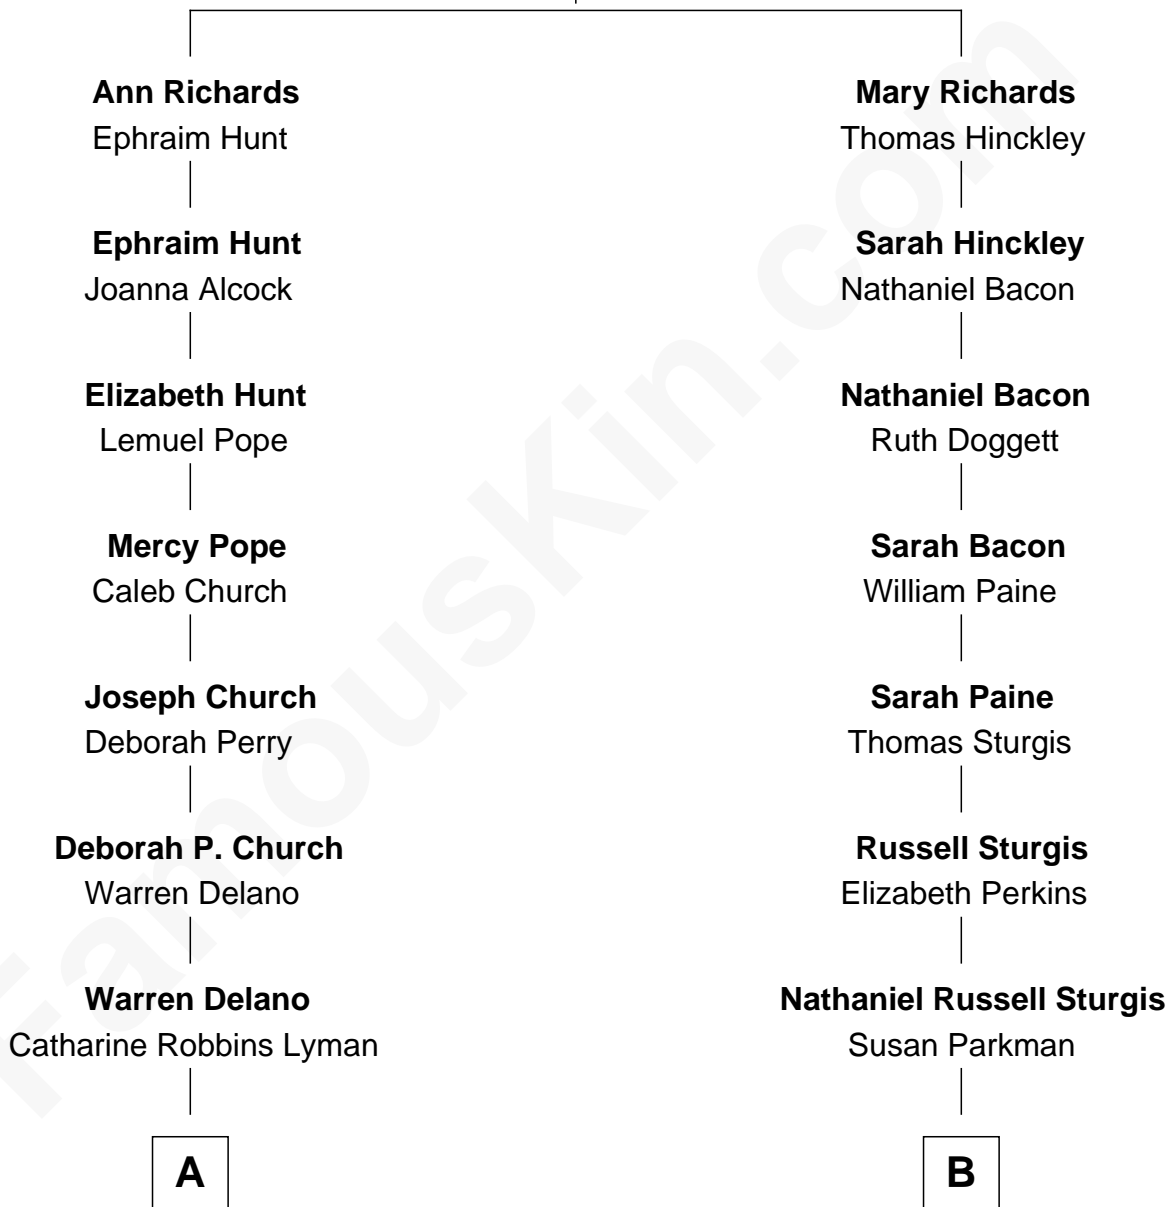 Ann Richards
Ephraim Hunt
Ephraim Hunt
Joanna Alcock
Elizabeth Hunt
Lemuel Pope
Mercy Pope
Caleb Church
Joseph Church
Deborah Perry
Deborah P. Church
Warren Delano
Warren Delano
Catharine Robbins Lyman
A
Mary Richards
Thomas Hinckley
Sarah Hinckley
Nathaniel Bacon
Nathaniel Bacon
Ruth Doggett
Sarah Bacon
William Paine
Sarah Paine
Thomas Sturgis
Russell Sturgis
Elizabeth Perkins
Nathaniel Russell Sturgis
Susan Parkman
B
FamousKin.com